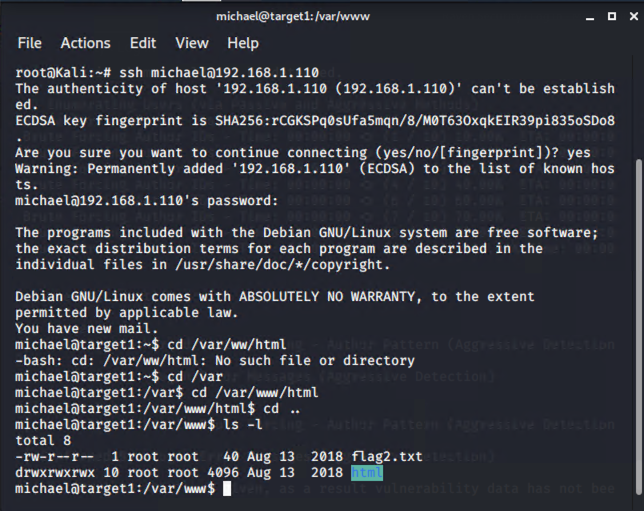 michael@target1:/var/www
File Actions Edit View Help
root@Kali:~# ssh michael@192.168.1.110
The authenticity of host '192.168.1.110 (192.168.1.110)' can't be establish
ed.
ECDSA key fingerprint is SHA256:rCGKSPq0sUfa5mqn/8/M0T63OxqkEIR39pi835oSDo8
.
Are you sure you want to continue connecting (yes/no/[fingerprint])? yes
Warning: Permanently added '192.168.1.110' (ECDSA) to the list of known hos
ts.
michael@192.168.1.110's password:
The programs included with the Debian GNU/Linux system are free software;
the exact distribution terms for each program are described in the
individual files in /usr/share/doc/*/copyright.
Debian GNU/Linux comes with ABSOLUTELY NO WARRANTY, to the extent
permitted by applicable law.
You have new mail.
michael@target1:~$ cd /var/ww/html
-bash: cd: /var/ww/html: No such file or directory
michael@target1:~$ cd /var
michael@target1:/var$ cd /var/www/html
michael@target1:/var/www/html$ cd ..
michael@target1:/var/www$ ls -l
total 8
-rw-r--r-- 1 root root 40 Aug 13 2018 flag2.txt
drwxrwxrwx 10 root root 4096 Aug 13 2018 html
michael@target1:/var/www$